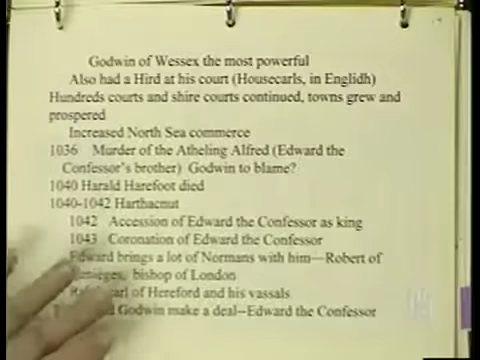 Godwin of Wessex the most powerful
Also had a Hird at his court (Housecarls, in Englidh)
Hundreds courts and shire courts continued, towns grew and
prospered
Increased North Sea commerce
1036 Murder of the Atheling Alfred (Edward the
Confessor's brother) Godwin to blame?
1040 Harald Harefoot died
1040-1042 Harthacnut
1042 Accession of Edward the Confessor as king
1043 Coronation of Edward the Confessor
Edward brings a lot of Normans with him—Robert of
bishop of London
Earl of Hereford and his vassals
Godwin make a deal--Edward the Confessor